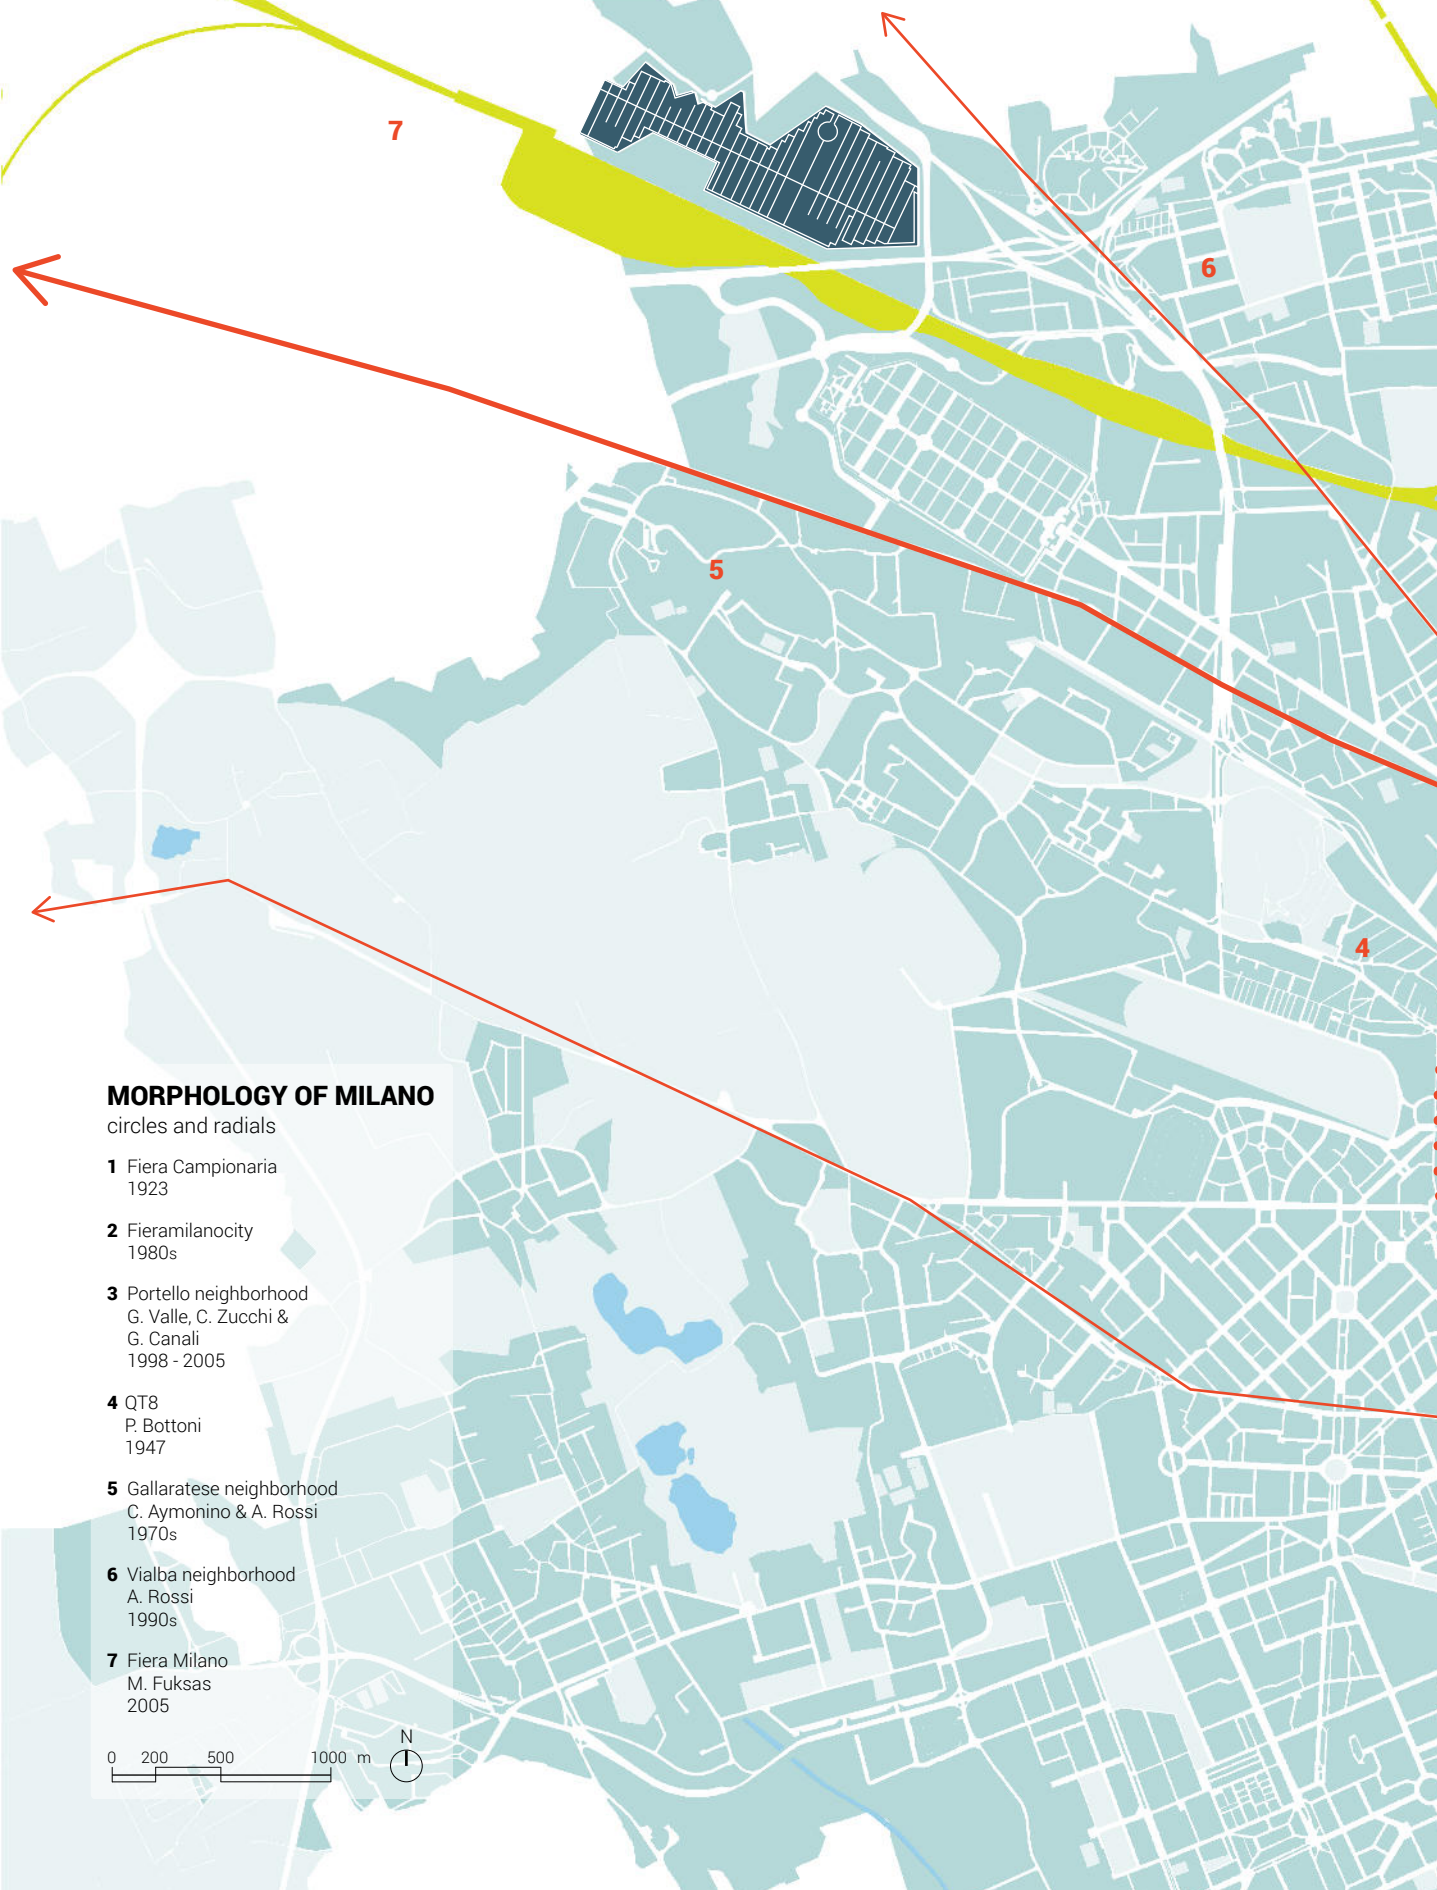 7
6
5
4
MORPHOLOGY OF MILANO
circles and radials
1 Fiera Campionaria
1923
2 Fieramilanocity
1980s
3 Portello neighborhood
G. Valle, C. Zucchi &
G. Canali
1998 - 2005
4 QT8
P. Bottoni
1947
5 Gallaratese neighborhood
C. Aymonino & A. Rossi
1970s
6 Vialba neighborhood
A. Rossi
1990s
7 Fiera Milano
M. Fuksas
2005
N
0 200 500 1000 m